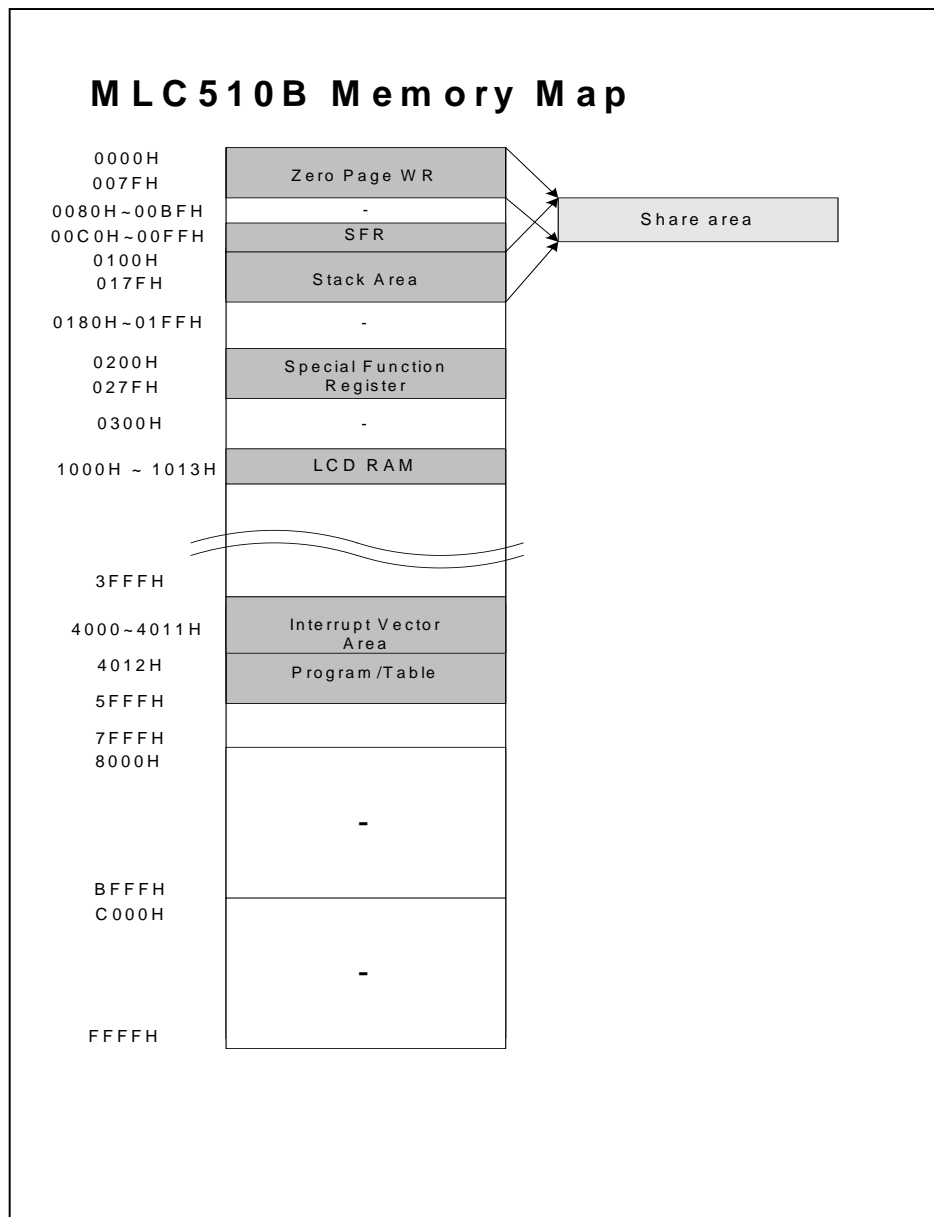 MLC510B Memory Map
0000H
007FH
Zero Page WR
Share area
0080H~00BFH
-
00C0H~00FFH
SFR
0100H
017FH
Stack Area
0180H~01FFH
-
0200H
027FH
Special Function
Register
0300H
-
1000H ~ 1013H
LCD RAM
3FFFH
4000~4011H
Interrupt Vector
Area
4012H
Program/Table
5FFFH
7FFFH
8000H
-
BFFFH
C000H
-
FFFFH